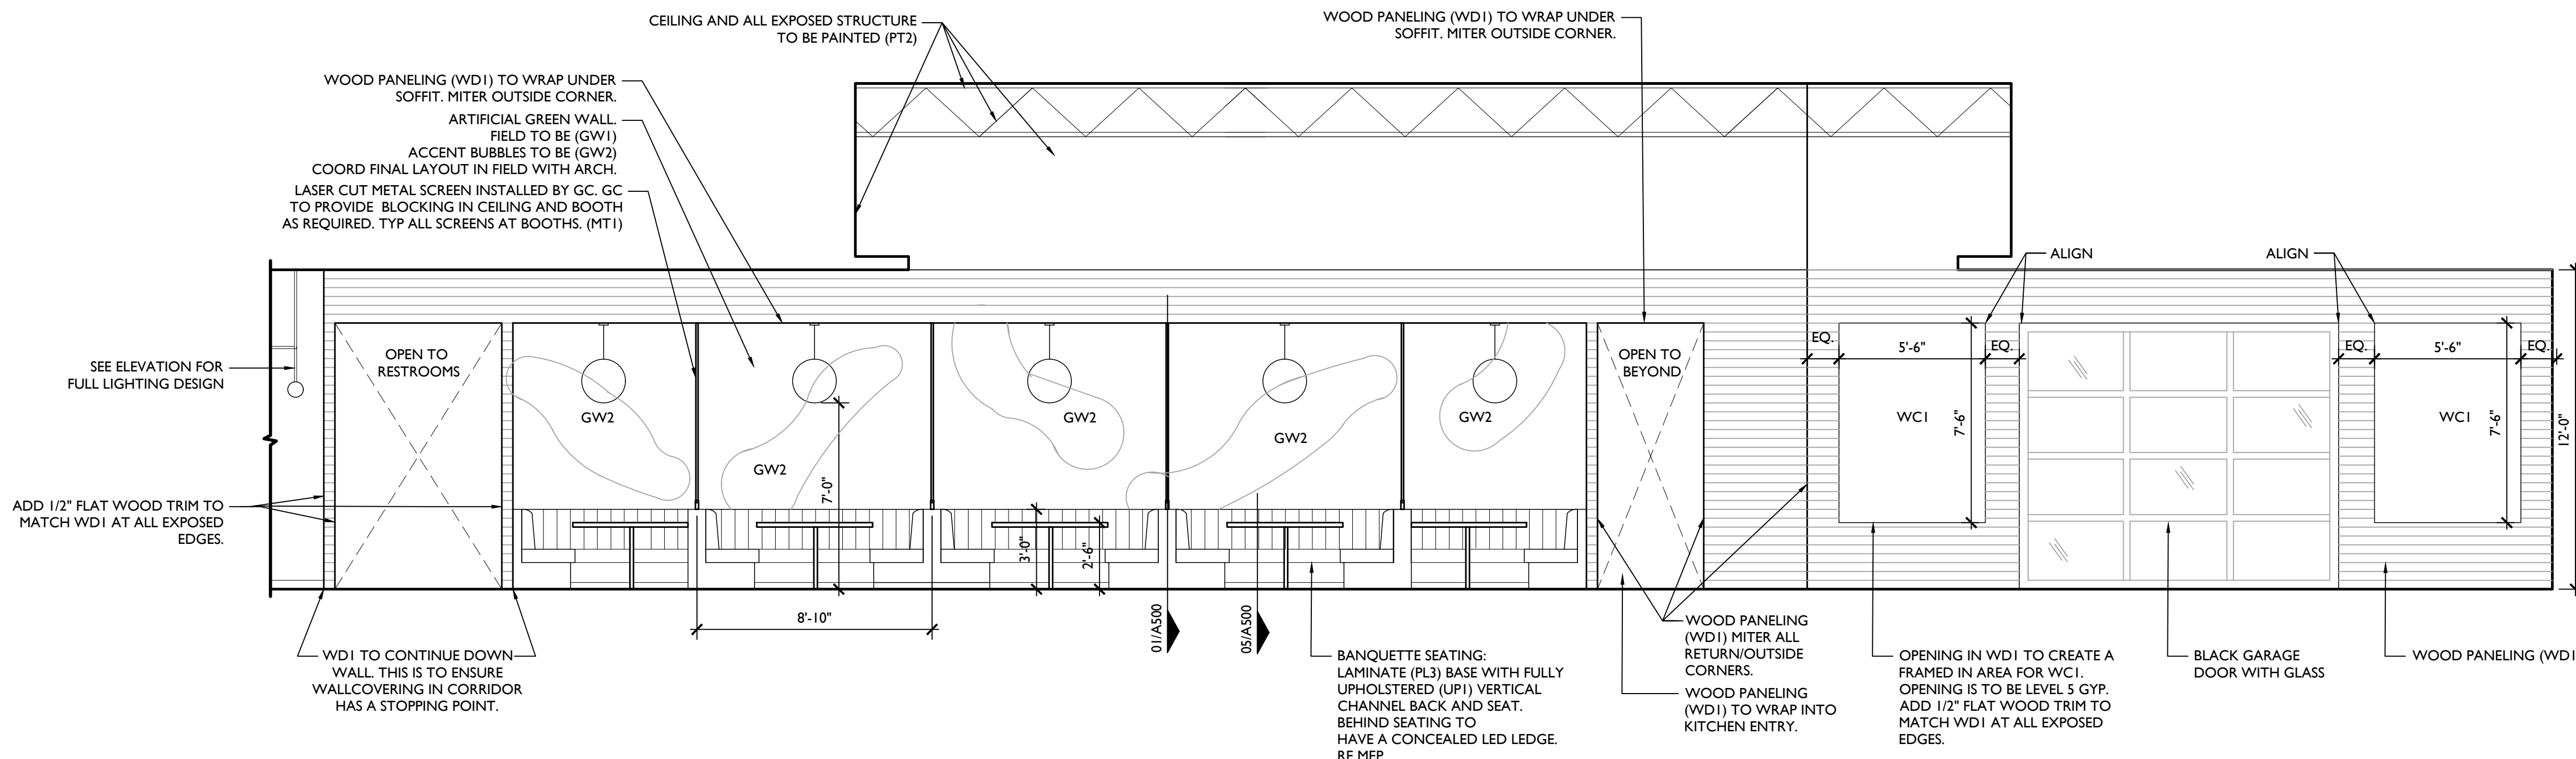 CEILING AND ALL EXPOSED STRUCTURE
TO BE PAINTED (PT2)
WOOD PANELING (WD1) TO WRAP UNDER
SOFFIT. MITER OUTSIDE CORNER.
WOOD PANELING (WD1) TO WRAP UNDER
SOFFIT. MITER OUTSIDE CORNER.
ARTIFICIAL GREEN WALL.
FIELD TO BE (GW1)
ACCENT BUBBLES TO BE (GW2)
COORD FINAL LAYOUT IN FIELD WITH ARCH.
LASER CUT METAL SCREEN INSTALLED BY GC. GC
TO PROVIDE BLOCKING IN CEILING AND BOOTH
AS REQUIRED. TYP ALL SCREENS AT BOOTHS. (MT1)
ALIGN
ALIGN
SEE ELEVATION FOR
FULL LIGHTING DESIGN
OPEN TO
RESTROOMS
OPEN TO
BEYOND
EQ.
5'-6"
EQ.
EQ.
5'-6"
EQ.
GW2
GW2
GW2
GW2
GW2
WC1
7'-6"
WC1
7'-6"
12'-0"
7'-0"
3'-0"
2'-6"
ADD 1/2" FLAT WOOD TRIM TO
MATCH WD1 AT ALL EXPOSED
EDGES.
8'-10"
01/A500
05/A500
WD1 TO CONTINUE DOWN
WALL. THIS IS TO ENSURE
WALLCOVERING IN CORRIDOR
HAS A STOPPING POINT.
BANQUETTE SEATING:
LAMINATE (PL3) BASE WITH FULLY
UPHOLSTERED (UP1) VERTICAL
CHANNEL BACK AND SEAT.
BEHIND SEATING TO
HAVE A CONCEALED LED LEDGE.
RE MEP
WOOD PANELING
(WD1) MITER ALL
RETURN/OUTSIDE
CORNERS.
WOOD PANELING
(WD1) TO WRAP INTO
KITCHEN ENTRY.
OPENING IN WD1 TO CREATE A
FRAMED IN AREA FOR WC1.
OPENING IS TO BE LEVEL 5 GYP.
ADD 1/2" FLAT WOOD TRIM TO
MATCH WD1 AT ALL EXPOSED
EDGES.
BLACK GARAGE
DOOR WITH GLASS
WOOD PANELING (WD1